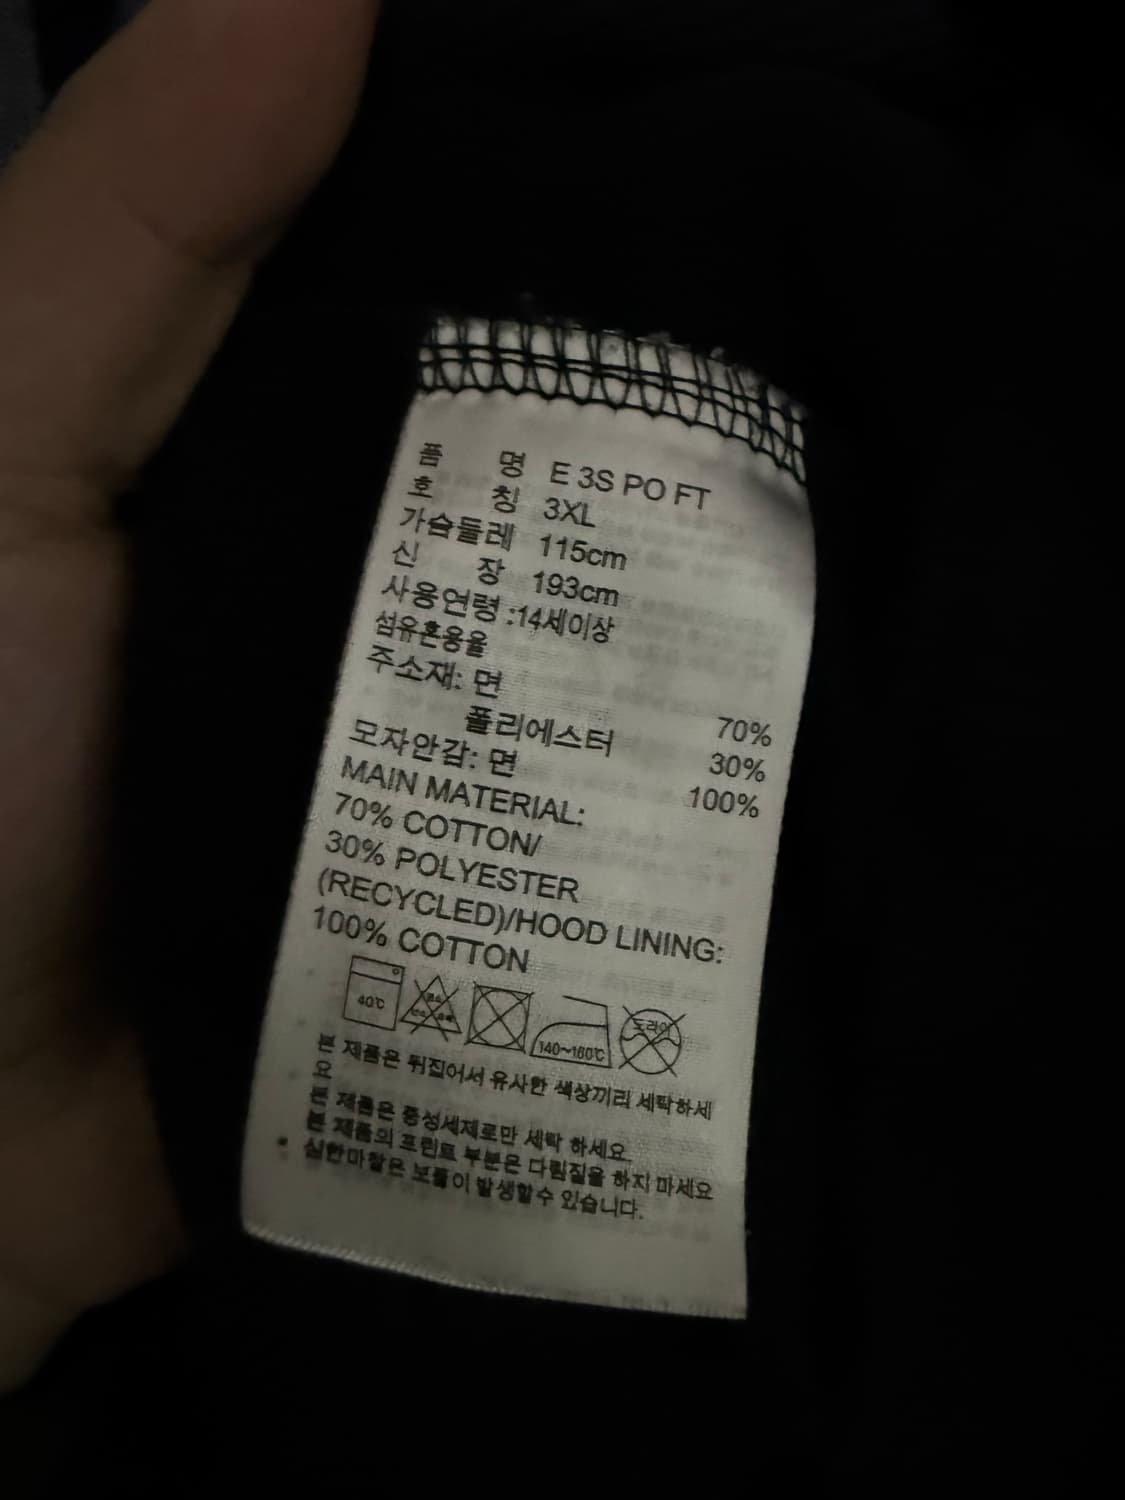 품 명 E 3S PO FT
호 칭 3XL
가슴둘레 115cm
신 장 193cm
사용연령 :14세이상
섬유혼용율
주소재: 면 70%
폴리에스터 30%
모자안감: 면 100%
MAIN MATERIAL:
70% COTTON/
30% POLYESTER
(RECYCLED)/HOOD LINING:
100% COTTON
40℃ 140~160℃ 드라이
본 제품은 뒤집어서 유사한 색상끼리 세탁하세
요
본 제품은 중성세제로만 세탁 하세요.
본 제품의 프린트 부분은 다림질을 하지 마세요
심한마찰은 보풀이 발생할수 있습니다.